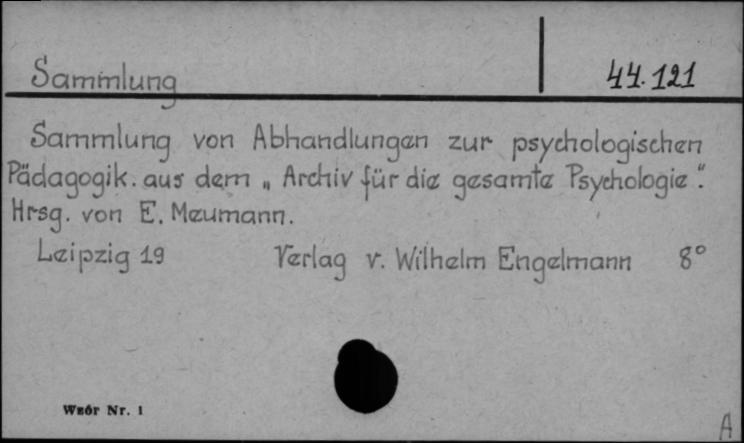 Sammlung 44.121
Sammlung von Abhandlungen zur psychologischen
Pädagogik. aus dem „Archiv für die gesamte Psychologie".
Hrsg. von E. Meumann.
Leipzig 19 Verlag v. Wilhelm Engelmann 8°
Wzór Nr. 1
A